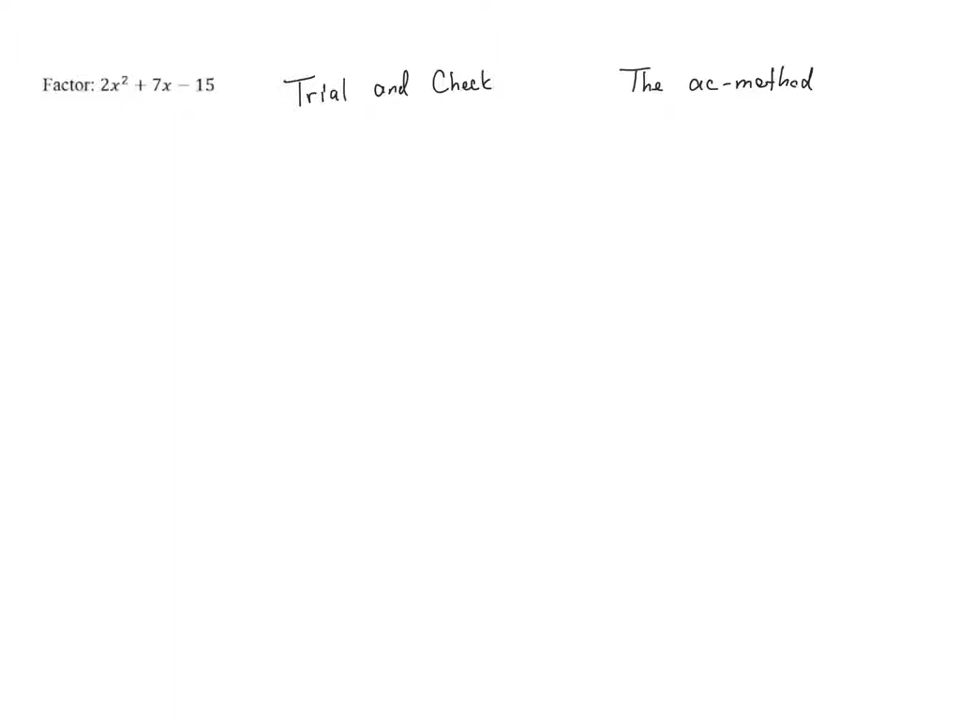 Factor: 2x² + 7x − 15 Trial and Check The ac-method